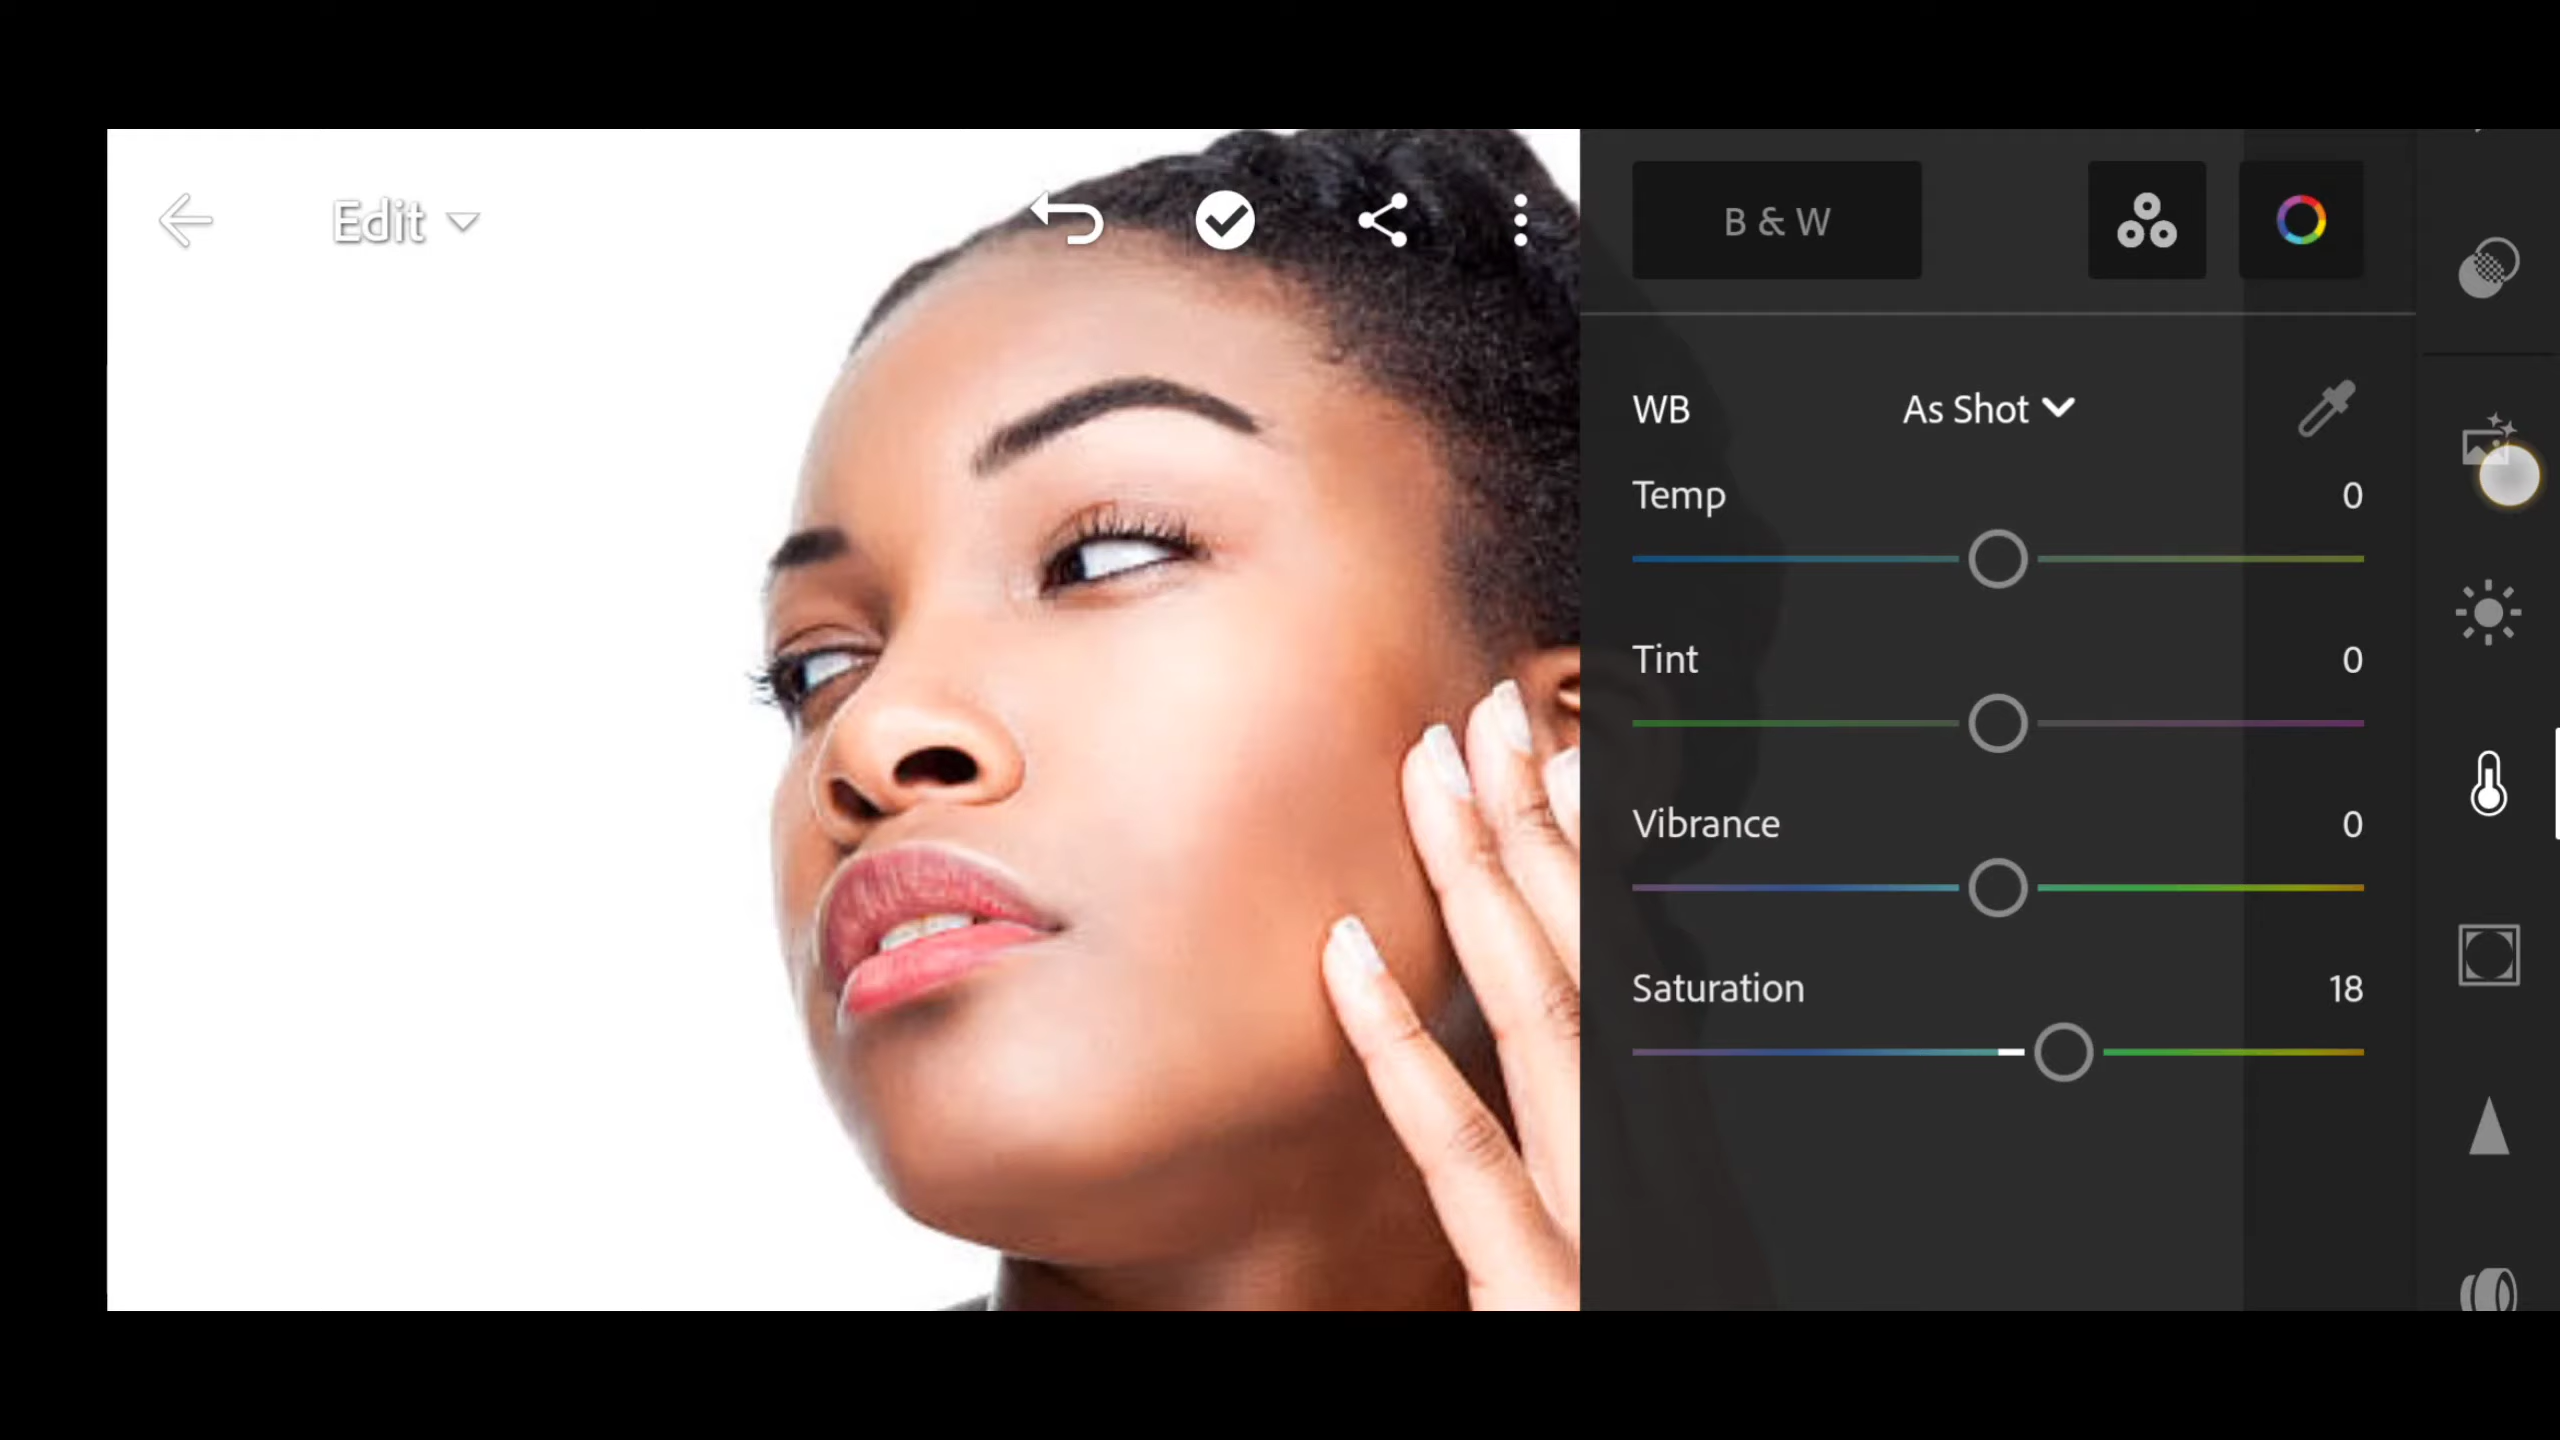 Edit
B & W
WB As Shot
Temp 0
Tint 0
Vibrance 0
Saturation 18